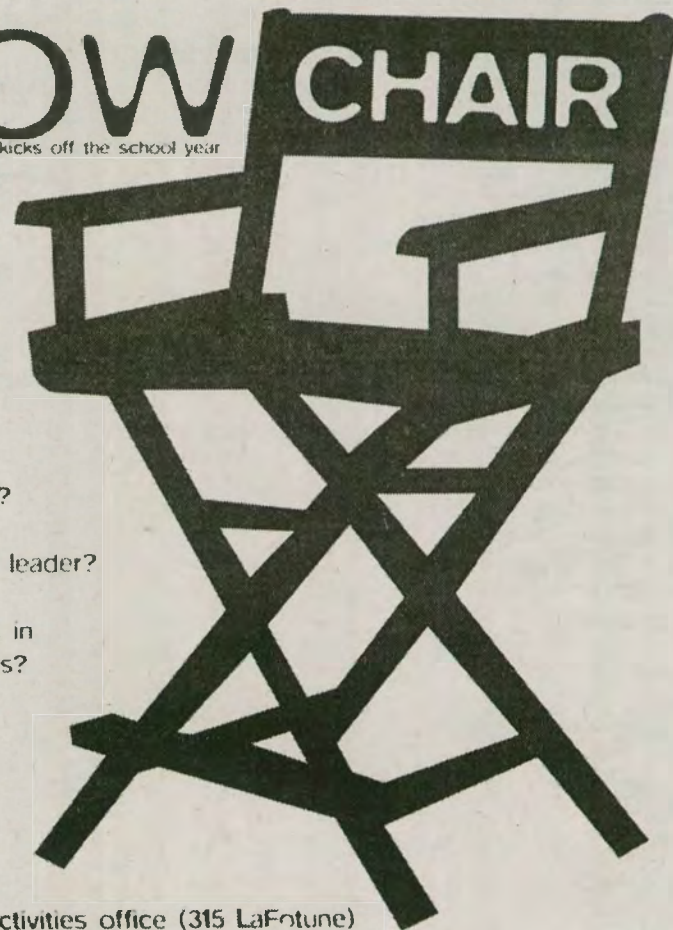 OW
CHAIR
kicks off the school year
?
leader?
in
s?
ctivities office (315 LaFotune)